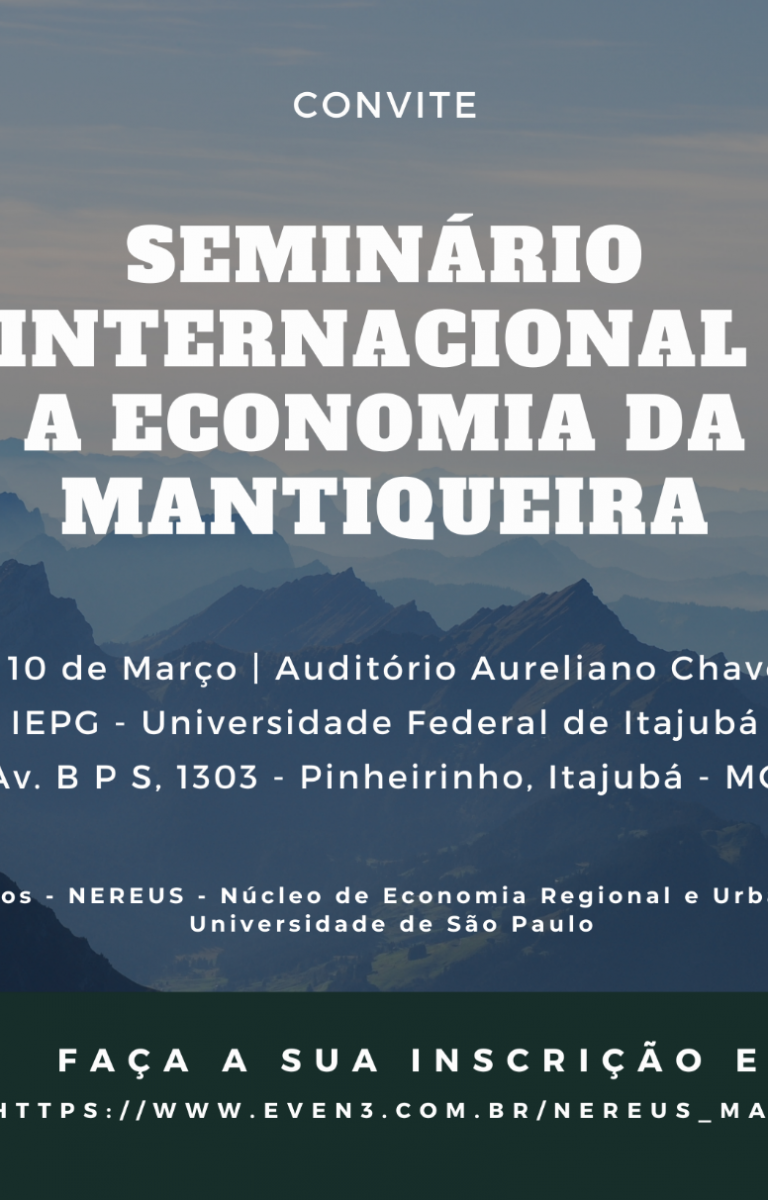 CONVITE
SEMINÁRIO
INTERNACIONAL
A ECONOMIA DA
MANTIQUEIRA
10 de Março | Auditório Aureliano Chav
IEPG - Universidade Federal de Itajubá
Av. B P S, 1303 - Pinheirinho, Itajubá - MG
os - NEREUS - Núcleo de Economia Regional e Urb
Universidade de São Paulo
FAÇA A SUA INSCRIÇÃO E
HTTPS://WWW.EVEN3.COM.BR/NEREUS_MA